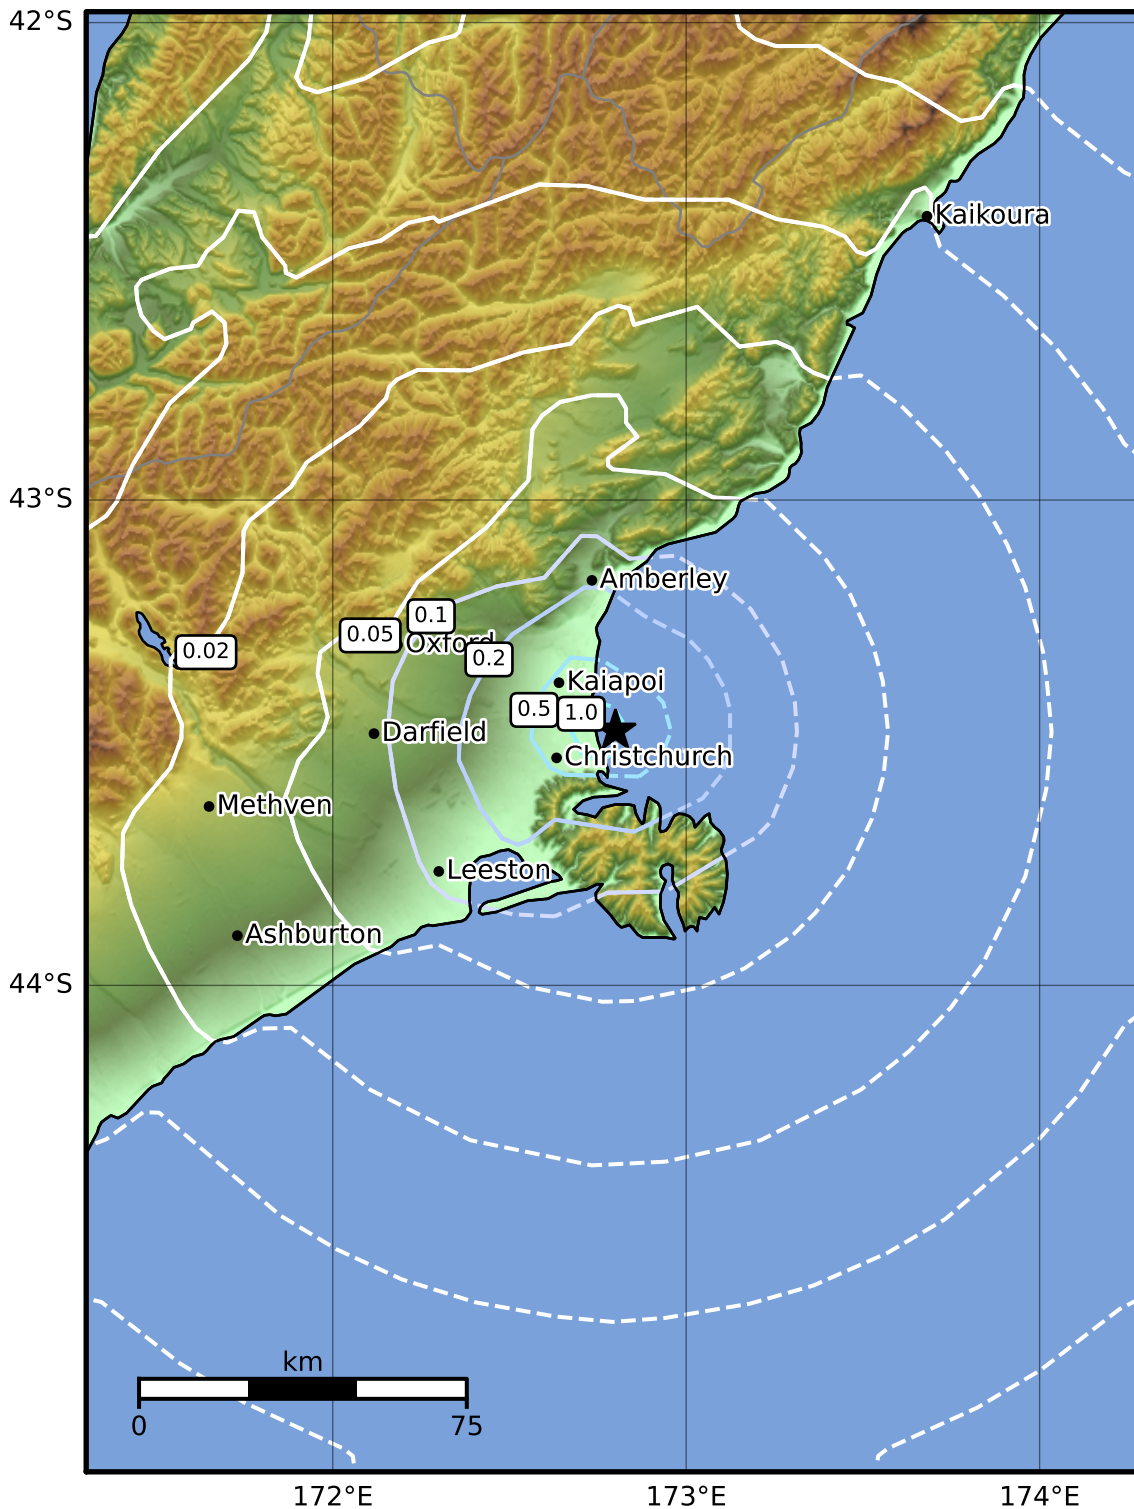 42°S
Kaikoura
43°S
Amberley
0.1
0.05
Oxford
0.02
0.2
Kaiapoi
0.5
1.0
Darfield
Christchurch
Methven
Leeston
Ashburton
44°S
km
0
75
172°E
173°E
174°E